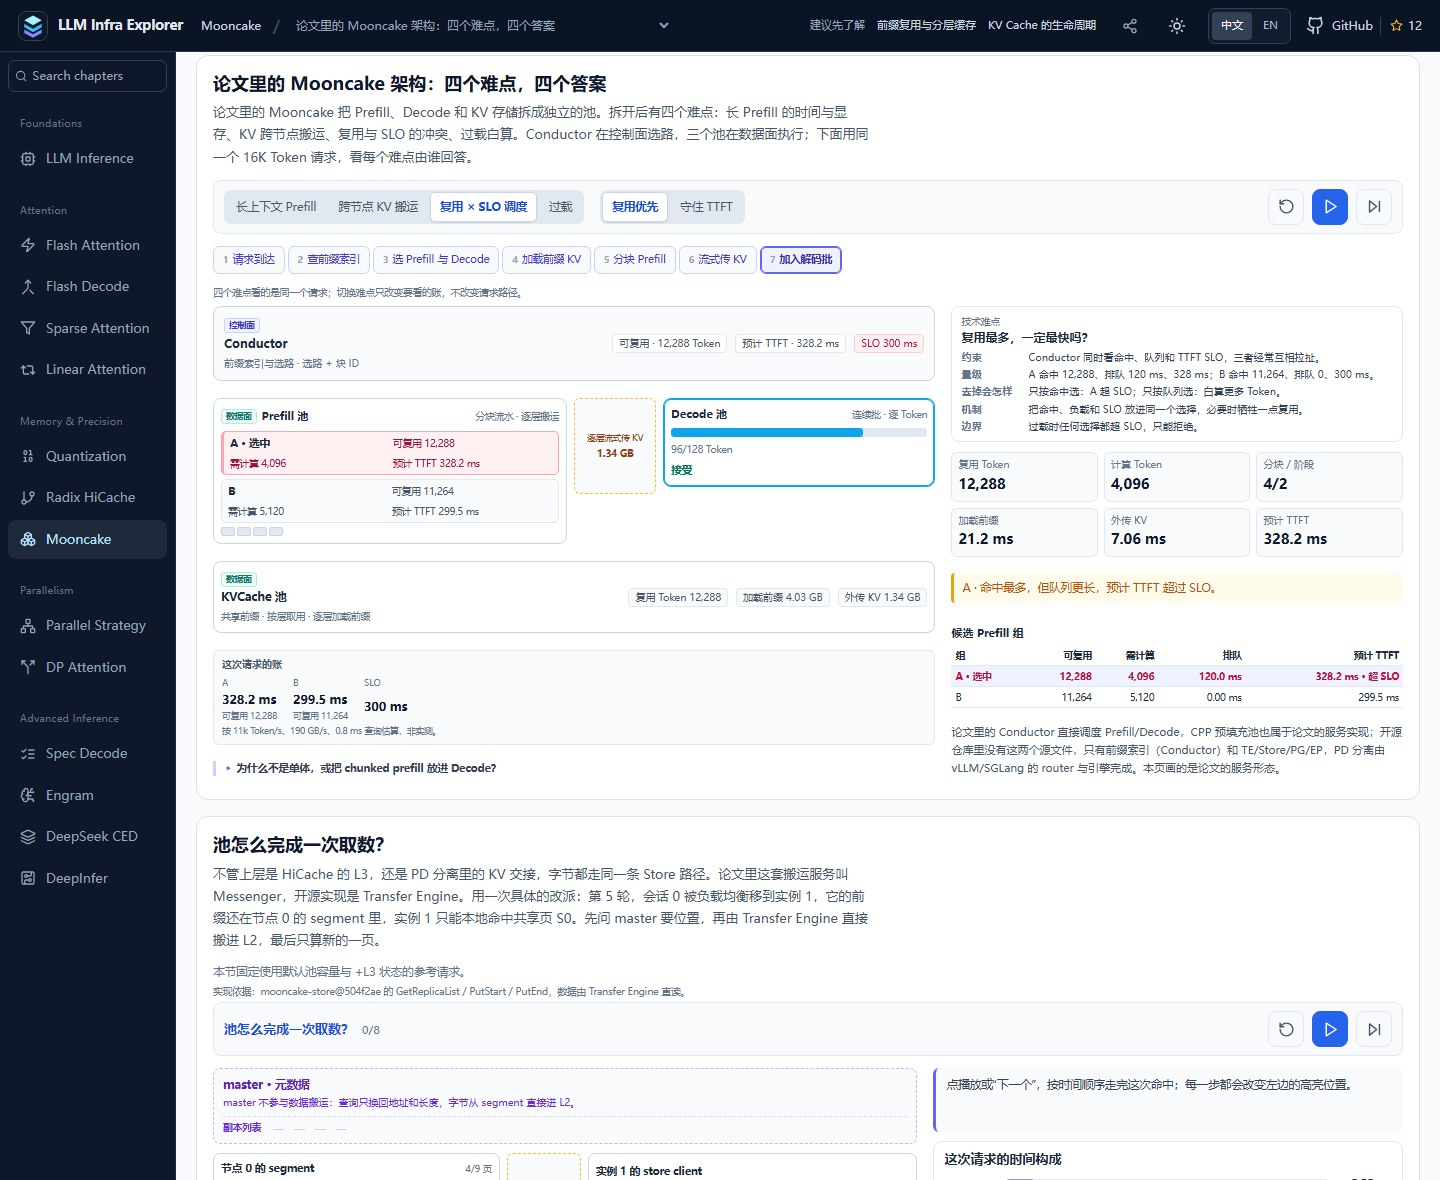 LLM Infra Explorer
Mooncake / 论文里的 Mooncake 架构：四个难点，四个答案
建议先了解 前缀复用与分层缓存 KV Cache 的生命周期
中文 EN GitHub 12
Search chapters
Foundations
LLM Inference
Attention
Flash Attention
Flash Decode
Sparse Attention
Linear Attention
Memory & Precision
Quantization
Radix HiCache
Mooncake
Parallelism
Parallel Strategy
DP Attention
Advanced Inference
Spec Decode
Engram
DeepSeek CED
DeepInfer
论文里的 Mooncake 架构：四个难点，四个答案
论文里的 Mooncake 把 Prefill、Decode 和 KV 存储拆成独立的池。拆开后有四个难点：长 Prefill 的时间与显
存、KV 跨节点搬运、复用与 SLO 的冲突、过载白算。Conductor 在控制面选路，三个池在数据面执行；下面用同
一个 16K Token 请求，看每个难点由谁回答。
长上下文 Prefill 跨节点 KV 搬运 复用 × SLO 调度 过载 复用优先 守住 TTFT
1 请求到达 2 查前缀索引 3 选 Prefill 与 Decode 4 加载前缀 KV 5 分块 Prefill 6 流式传 KV 7 加入解码批
四个难点看的是同一个请求；切换难点只改变要看的账，不改变请求路径。
控制面
Conductor
前缀索引与选路 · 选路 + 块 ID
可复用 · 12,288 Token 预计 TTFT · 328.2 ms SLO 300 ms
数据面 Prefill 池 分块流水 · 逐层搬运
A • 选中 可复用 12,288
需计算 4,096 预计 TTFT 328.2 ms
B 可复用 11,264
需计算 5,120 预计 TTFT 299.5 ms
逐层流式传 KV
1.34 GB
Decode 池 连续批 · 逐 Token
96/128 Token
接受
数据面
KVCache 池
共享前缀 · 按层取用 · 逐层加载前缀
复用 Token 12,288 加载前缀 4.03 GB 外传 KV 1.34 GB
这次请求的账
A B SLO
328.2 ms 299.5 ms 300 ms
可复用 12,288 可复用 11,264
按 11k Token/s、190 GB/s、0.8 ms 查询估算，非实测。
‣ 为什么不是单体，或把 chunked prefill 放进 Decode?
技术难点
复用最多，一定最快吗?
约束 Conductor 同时看命中、队列和 TTFT SLO，三者经常互相拉扯。
量级 A 命中 12,288、排队 120 ms、328 ms；B 命中 11,264、排队 0、300 ms。
去掉会怎样 只按命中选：A 超 SLO；只按队列选：白算更多 Token。
机制 把命中、负载和 SLO 放进同一个选择，必要时牺牲一点复用。
边界 过载时任何选择都超 SLO，只能拒绝。
复用 Token 计算 Token 分块 / 阶段
12,288 4,096 4/2
加载前缀 外传 KV 预计 TTFT
21.2 ms 7.06 ms 328.2 ms
A · 命中最多，但队列更长，预计 TTFT 超过 SLO。
候选 Prefill 组
组 可复用 需计算 排队 预计 TTFT
A • 选中 12,288 4,096 120.0 ms 328.2 ms • 超 SLO
B 11,264 5,120 0.00 ms 299.5 ms
论文里的 Conductor 直接调度 Prefill/Decode，CPP 预填充池也属于论文的服务实现；开源
仓库里没有这两个源文件，只有前缀索引（Conductor）和 TE/Store/PG/EP，PD 分离由
vLLM/SGLang 的 router 与引擎完成。本页画的是论文的服务形态。
池怎么完成一次取数?
不管上层是 HiCache 的 L3，还是 PD 分离里的 KV 交接，字节都走同一条 Store 路径。论文里这套搬运服务叫
Messenger，开源实现是 Transfer Engine。用一次具体的改派：第 5 轮，会话 0 被负载均衡移到实例 1，它的前
缀还在节点 0 的 segment 里，实例 1 只能本地命中共享页 S0。先问 master 要位置，再由 Transfer Engine 直接
搬进 L2，最后只算新的一页。
本节固定使用默认池容量与 +L3 状态的参考请求。
实现依据：mooncake-store@504f2ae 的 GetReplicaList / PutStart / PutEnd，数据由 Transfer Engine 直读。
池怎么完成一次取数? 0/8
master • 元数据
master 不参与数据搬运：查询只换回地址和长度，字节从 segment 直接进 L2。
副本列表 — — — —
节点 0 的 segment 4/9 页
实例 1 的 store client
点播放或“下一个”，按时间顺序走完这次命中；每一步都会改变左边的高亮位置。
这次请求的时间构成